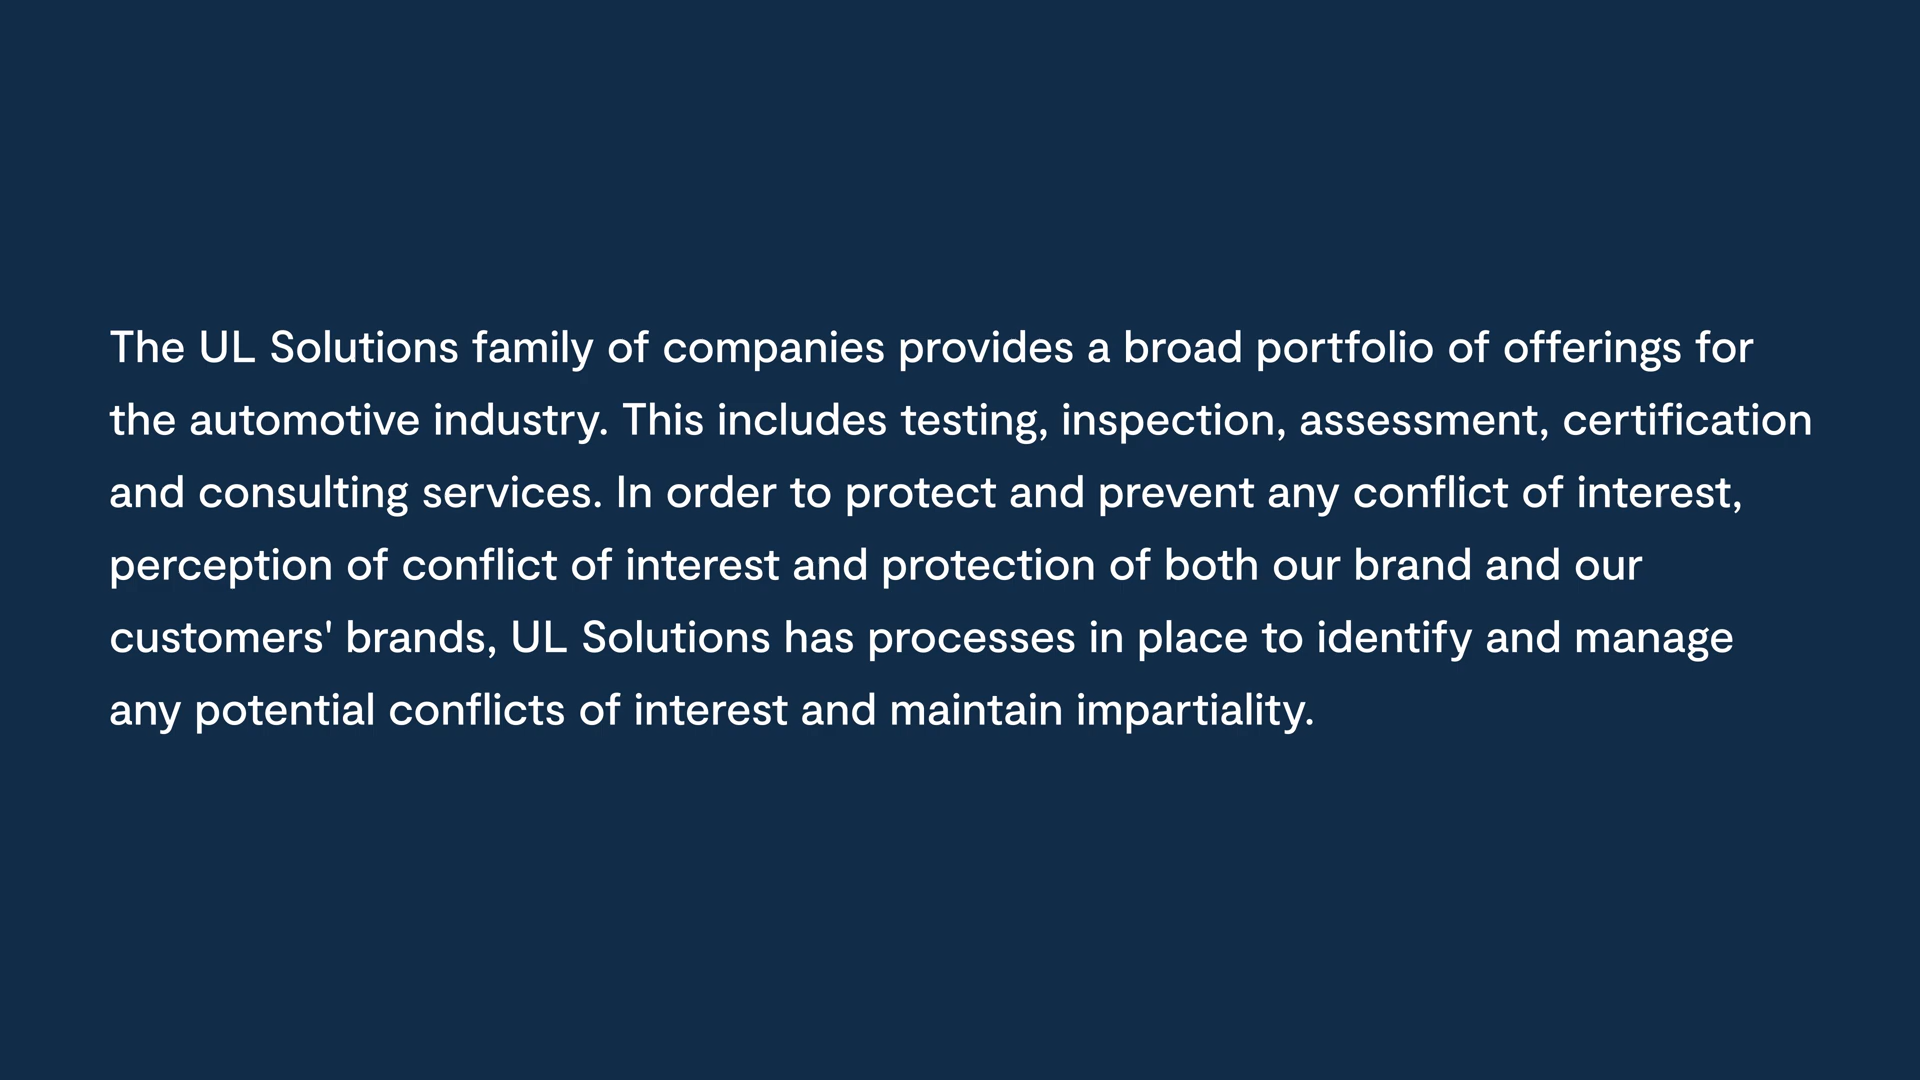 The UL Solutions family of companies provides a broad portfolio of offerings for
the automotive industry. This includes testing, inspection, assessment, certification
and consulting services. In order to protect and prevent any conflict of interest,
perception of conflict of interest and protection of both our brand and our
customers' brands, UL Solutions has processes in place to identify and manage
any potential conflicts of interest and maintain impartiality.